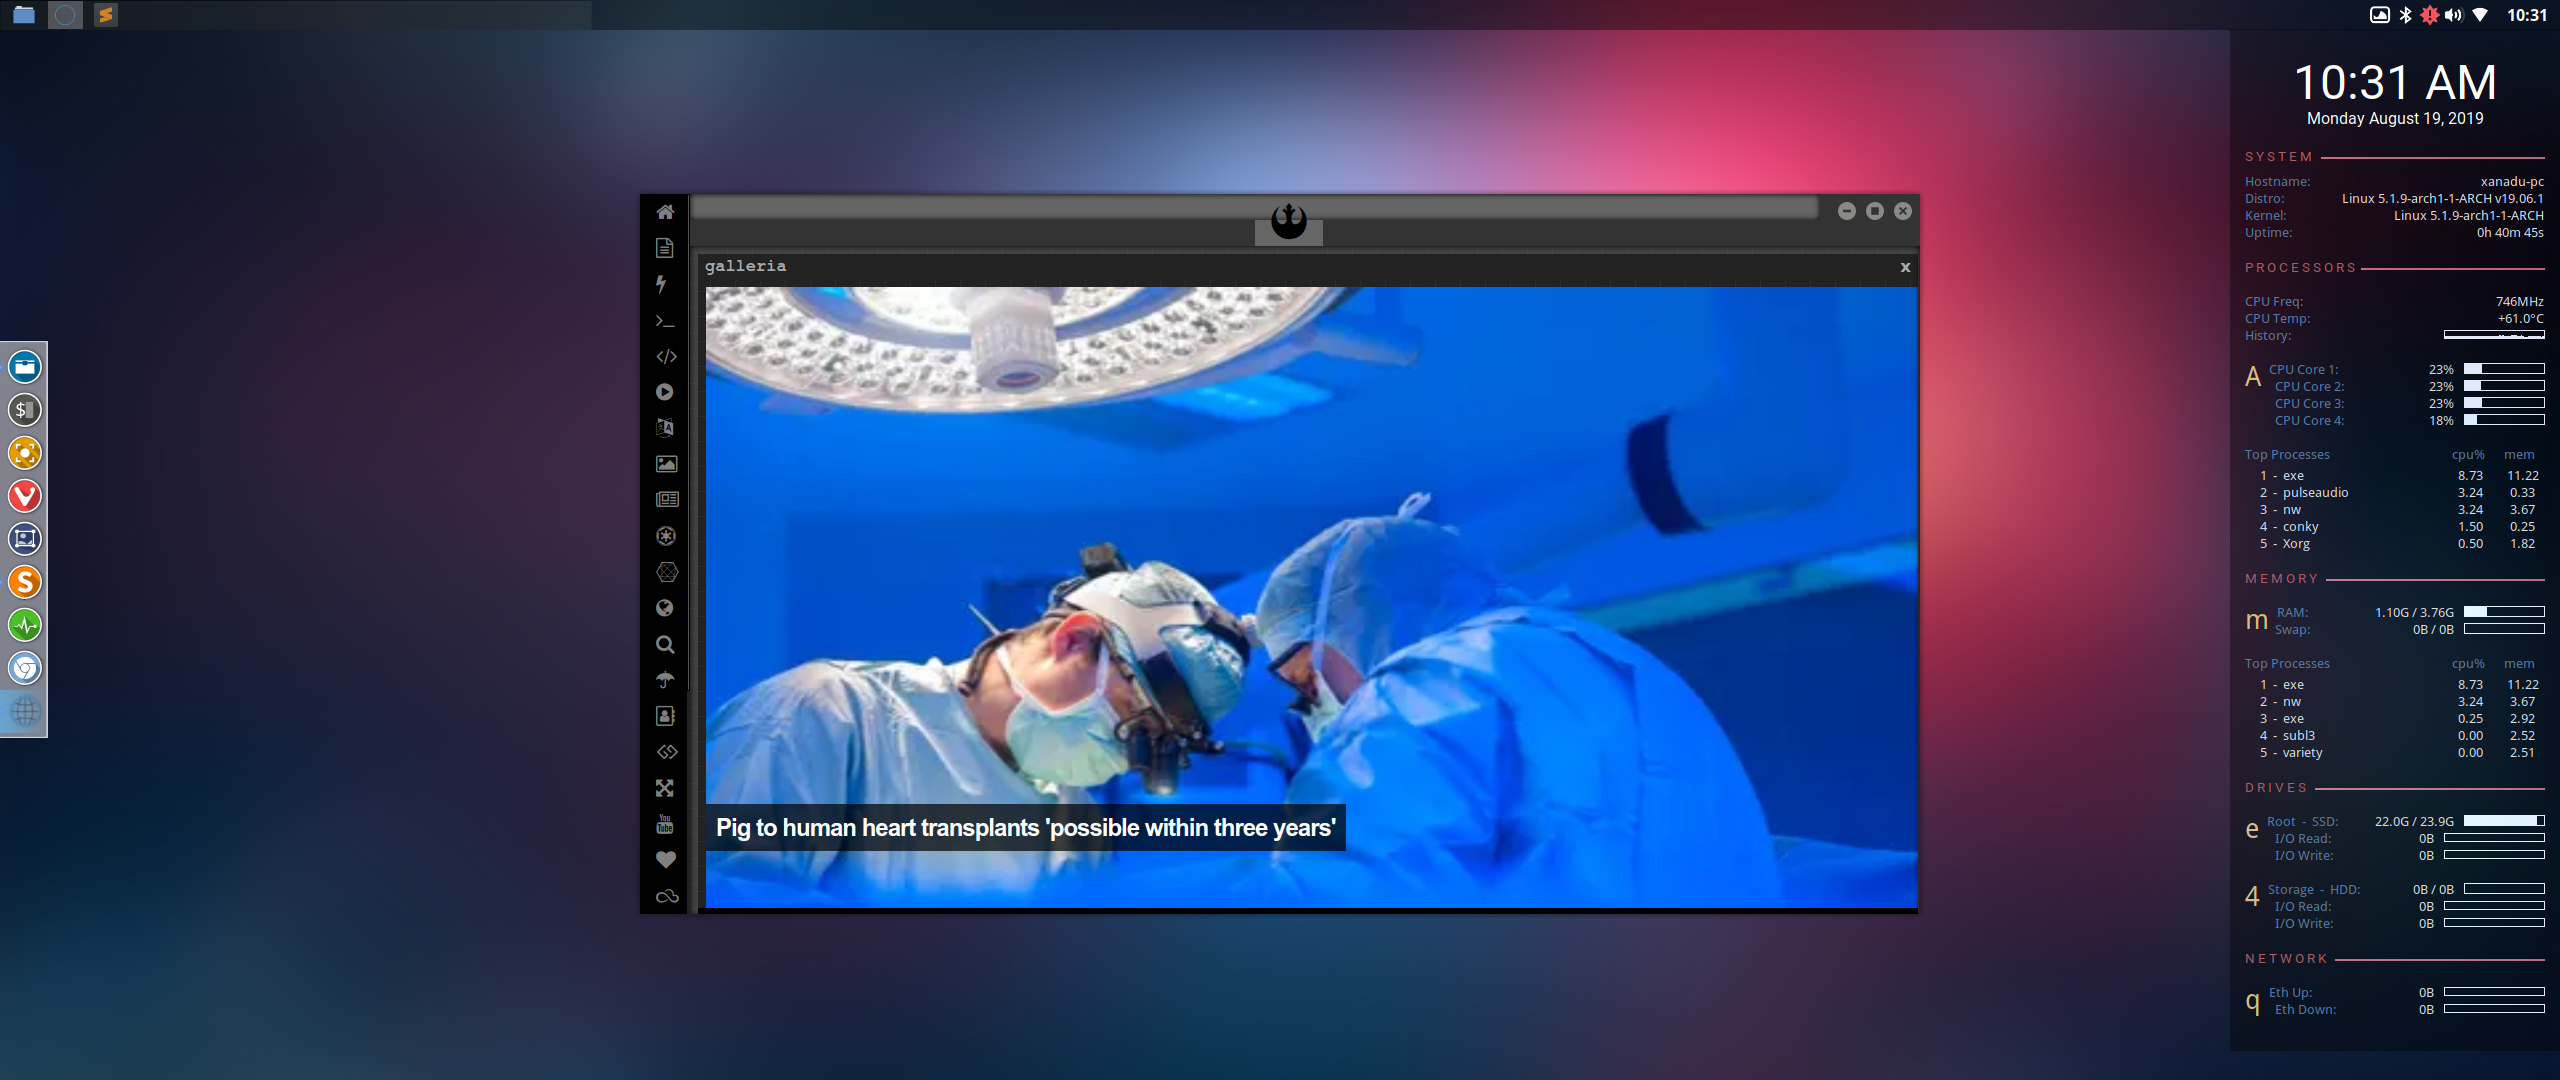 10:31
10:31 AM
Monday August 19, 2019
SYSTEM
Hostname: xanadu-pc
Distro: Linux 5.1.9-arch1-1-ARCH v19.06.1
Kernel: Linux 5.1.9-arch1-1-ARCH
Uptime: 0h 40m 45s
PROCESSORS
CPU Freq: 746MHz
CPU Temp: +61.0°C
History:
A CPU Core 1: 23%
CPU Core 2: 23%
CPU Core 3: 23%
CPU Core 4: 18%
Top Processes cpu% mem
1 - exe 8.73 11.22
2 - pulseaudio 3.24 0.33
3 - nw 3.24 3.67
4 - conky 1.50 0.25
5 - Xorg 0.50 1.82
MEMORY
m RAM: 1.10G / 3.76G
Swap: 0B / 0B
Top Processes cpu% mem
1 - exe 8.73 11.22
2 - nw 3.24 3.67
3 - exe 0.25 2.92
4 - subl3 0.00 2.52
5 - variety 0.00 2.51
DRIVES
e Root - SSD: 22.0G / 23.9G
I/O Read: 0B
I/O Write: 0B
4 Storage - HDD: 0B / 0B
I/O Read: 0B
I/O Write: 0B
NETWORK
q Eth Up: 0B
Eth Down: 0B
galleria x
Pig to human heart transplants 'possible within three years'
You
Tube